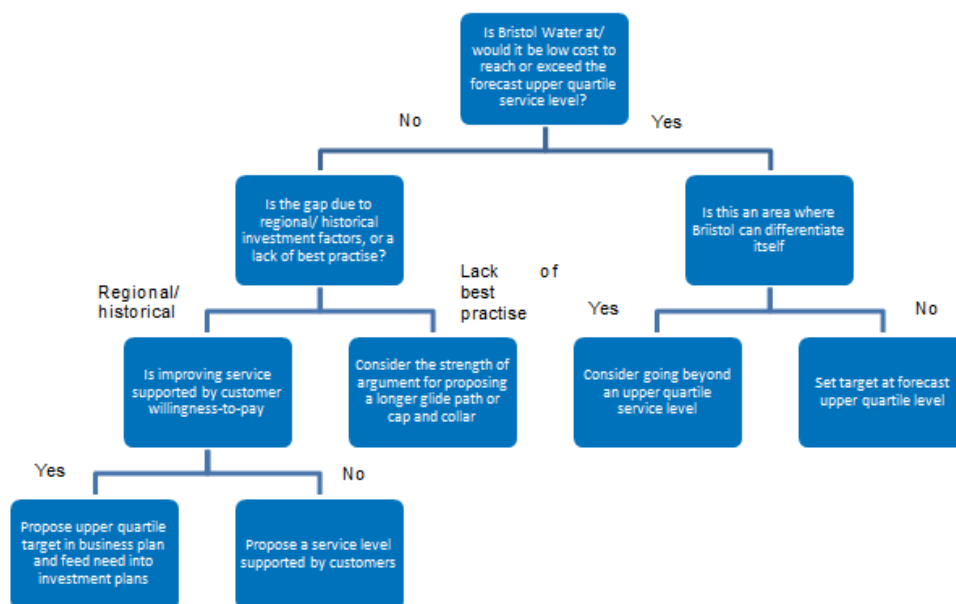 Is Bristol Water at/
would it be low cost to
reach or exceed the
forecast upper quartile
service level?
No
Yes
Is the gap due to
regional/ historical
investment factors, or a
lack of best practise?
Is this an area where
Briistol can differentiate
itself
Regional/
historical
Lack of
best
practise
Yes
No
Is improving service
supported by customer
willingness-to-pay
Consider the strength of
argument for proposing
a longer glide path or
cap and collar
Consider going beyond
an upper quartile
service level
Set target at forecast
upper quartile level
Yes
No
Propose upper quartile
target in business plan
and feed need into
investment plans
Propose a service level
supported by customers